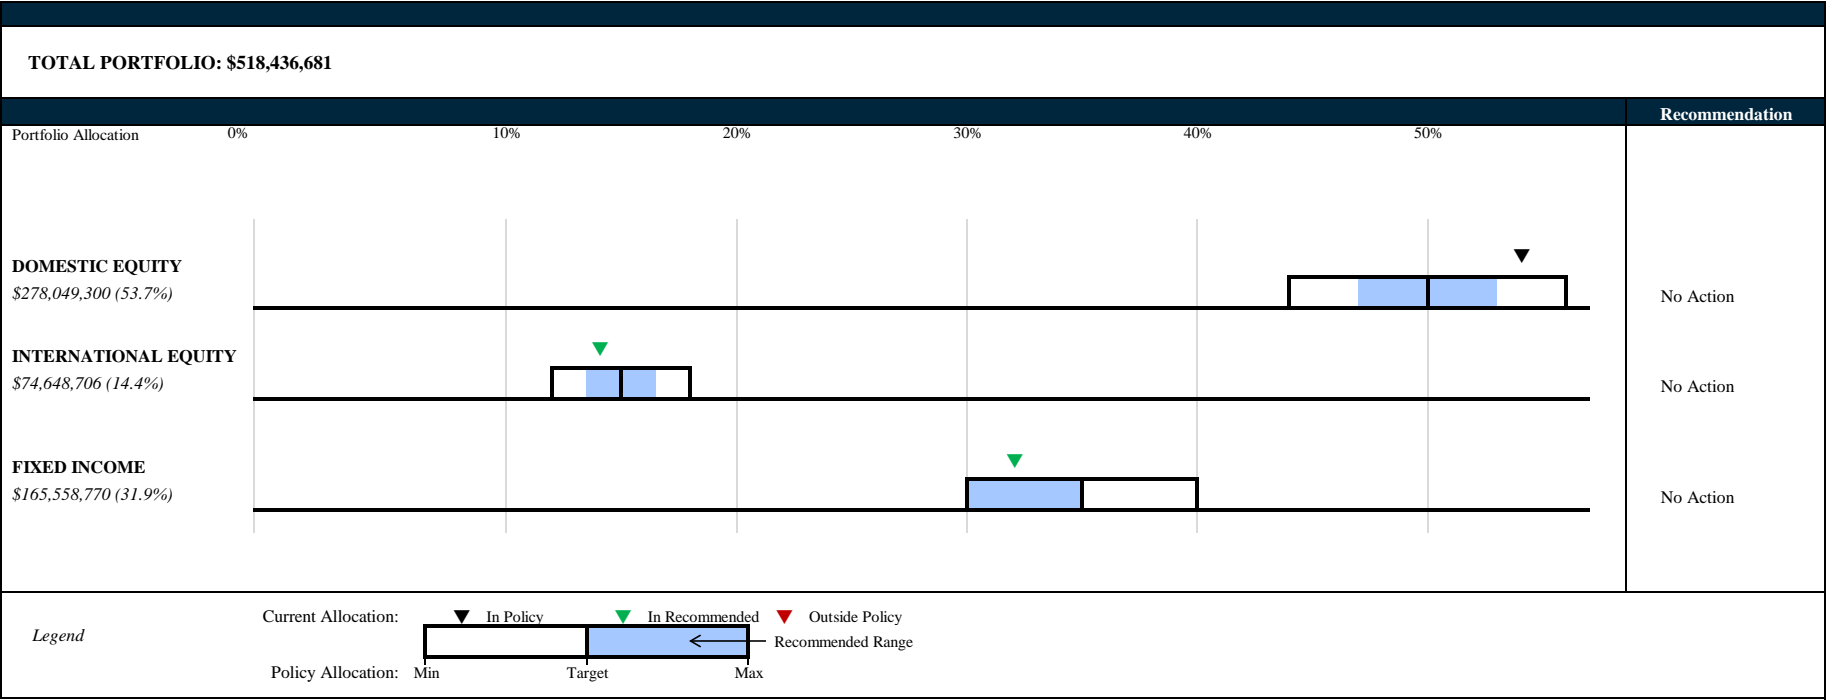 TOTAL PORTFOLIO: $518,436,681
Recommendation
Portfolio Allocation 0% 10% 20% 30% 40% 50%
DOMESTIC EQUITY
$278,049,300 (53.7%)
No Action
INTERNATIONAL EQUITY
$74,648,706 (14.4%)
No Action
FIXED INCOME
$165,558,770 (31.9%)
No Action
Legend
Current Allocation: In Policy In Recommended Outside Policy
Recommended Range
Policy Allocation: Min Target Max